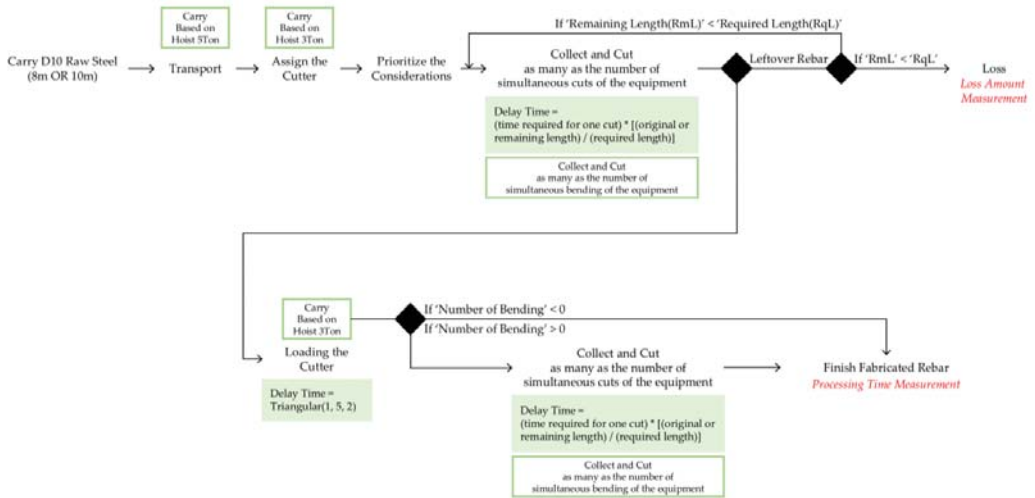 If 'Remaining Length(RmL)' < 'Required Length(RqL)'
Carry
Based on
Hoist 5Ton
Carry
Based on
Hoist 3Ton
Carry D10 Raw Steel
(8m OR 10m)
Transport
Assign the
Cutter
Prioritize the
Considerations
Collect and Cut
as many as the number of
simultaneous cuts of the equipment
Leftover Rebar
If 'RmL' < 'RqL'
Loss
Loss Amount
Measurement
Delay Time =
(time required for one cut) * [(original or
remaining length) / (required length)]
Collect and Cut
as many as the number of
simultaneous bending of the equipment
Carry
Based on
Hoist 3Ton
If 'Number of Bending' < 0
If 'Number of Bending' > 0
Loading the
Cutter
Delay Time =
Triangular(1, 5, 2)
Collect and Cut
as many as the number of
simultaneous cuts of the equipment
Finish Fabricated Rebar
Processing Time Measurement
Delay Time =
(time required for one cut) * [(original or
remaining length) / (required length)]
Collect and Cut
as many as the number of
simultaneous bending of the equipment